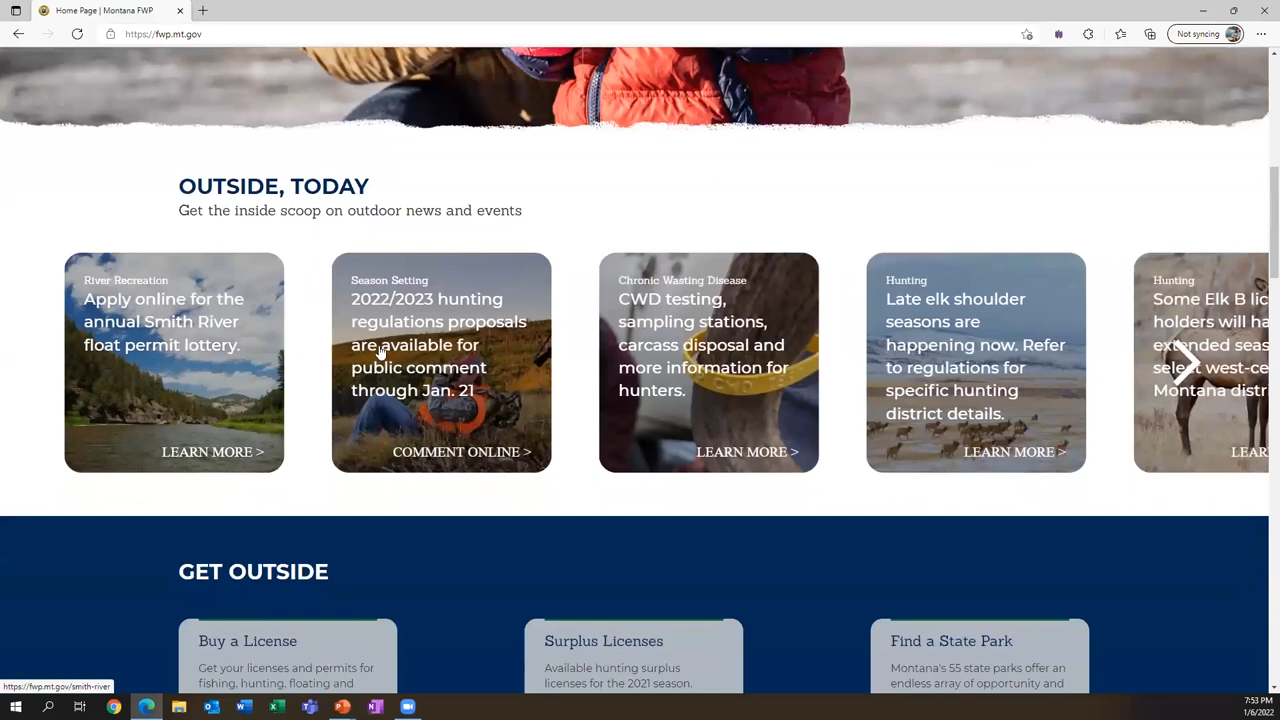 Home Page | Montana FWP
https://fwp.mt.gov
Not syncing
OUTSIDE, TODAY
Get the inside scoop on outdoor news and events
River Recreation
Apply online for the
annual Smith River
float permit lottery.
LEARN MORE >
Season Setting
2022/2023 hunting
regulations proposals
are available for
public comment
through Jan. 21
COMMENT ONLINE >
Chronic Wasting Disease
CWD testing,
sampling stations,
carcass disposal and
more information for
hunters.
LEARN MORE >
Hunting
Late elk shoulder
seasons are
happening now. Refer
to regulations for
specific hunting
district details.
LEARN MORE >
Hunting
Some Elk B lic
holders will ha
extended seas
select west-ce
Montana distri
LEAR
GET OUTSIDE
Buy a License
Get your licenses and permits for
fishing, hunting, floating and
Surplus Licenses
Available hunting surplus
licenses for the 2021 season.
Find a State Park
Montana's 55 state parks offer an
endless array of opportunity and
https://fwp.mt.gov/smith-river
7:53 PM
1/6/2022